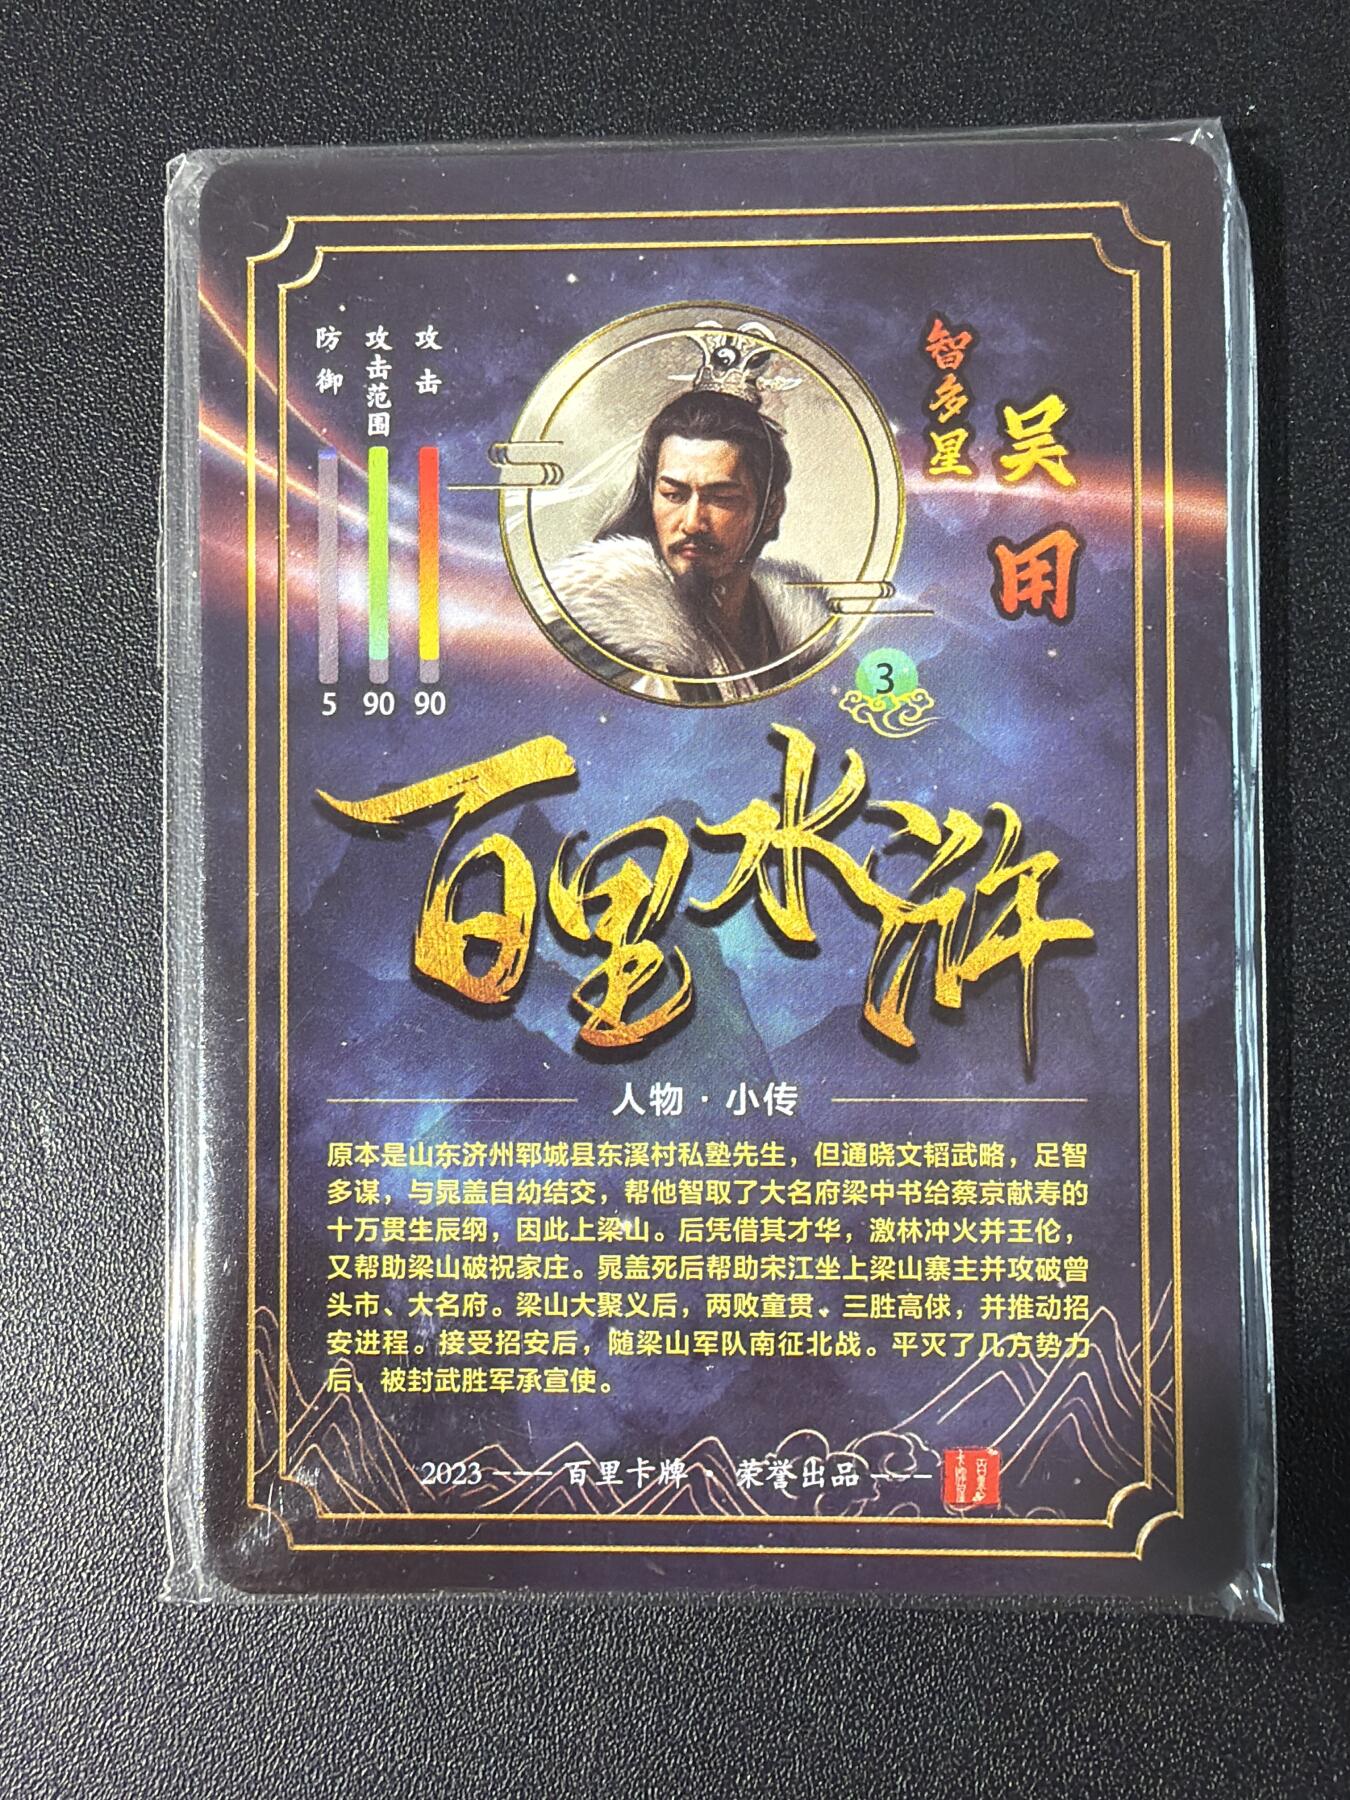 防御
攻击范围
攻击
5
90
90
智多星
吴用
3
百里水浒
人物·小传
原本是山东济州郓城县东溪村私塾先生，但通晓文韬武略，足智
多谋，与晁盖自幼结交，帮他智取了大名府梁中书给蔡京献寿的
十万贯生辰纲，因此上梁山。后凭借其才华，激林冲火并王伦，
又帮助梁山破祝家庄。晁盖死后帮助宋江坐上梁山寨主并攻破曾
头市、大名府。梁山大聚义后，两败童贯、三胜高俅，并推动招
安进程。接受招安后，随梁山军队南征北战。平灭了几方势力
后，被封武胜军承宣使。
2023 --- 百里卡牌·荣誉出品 ---